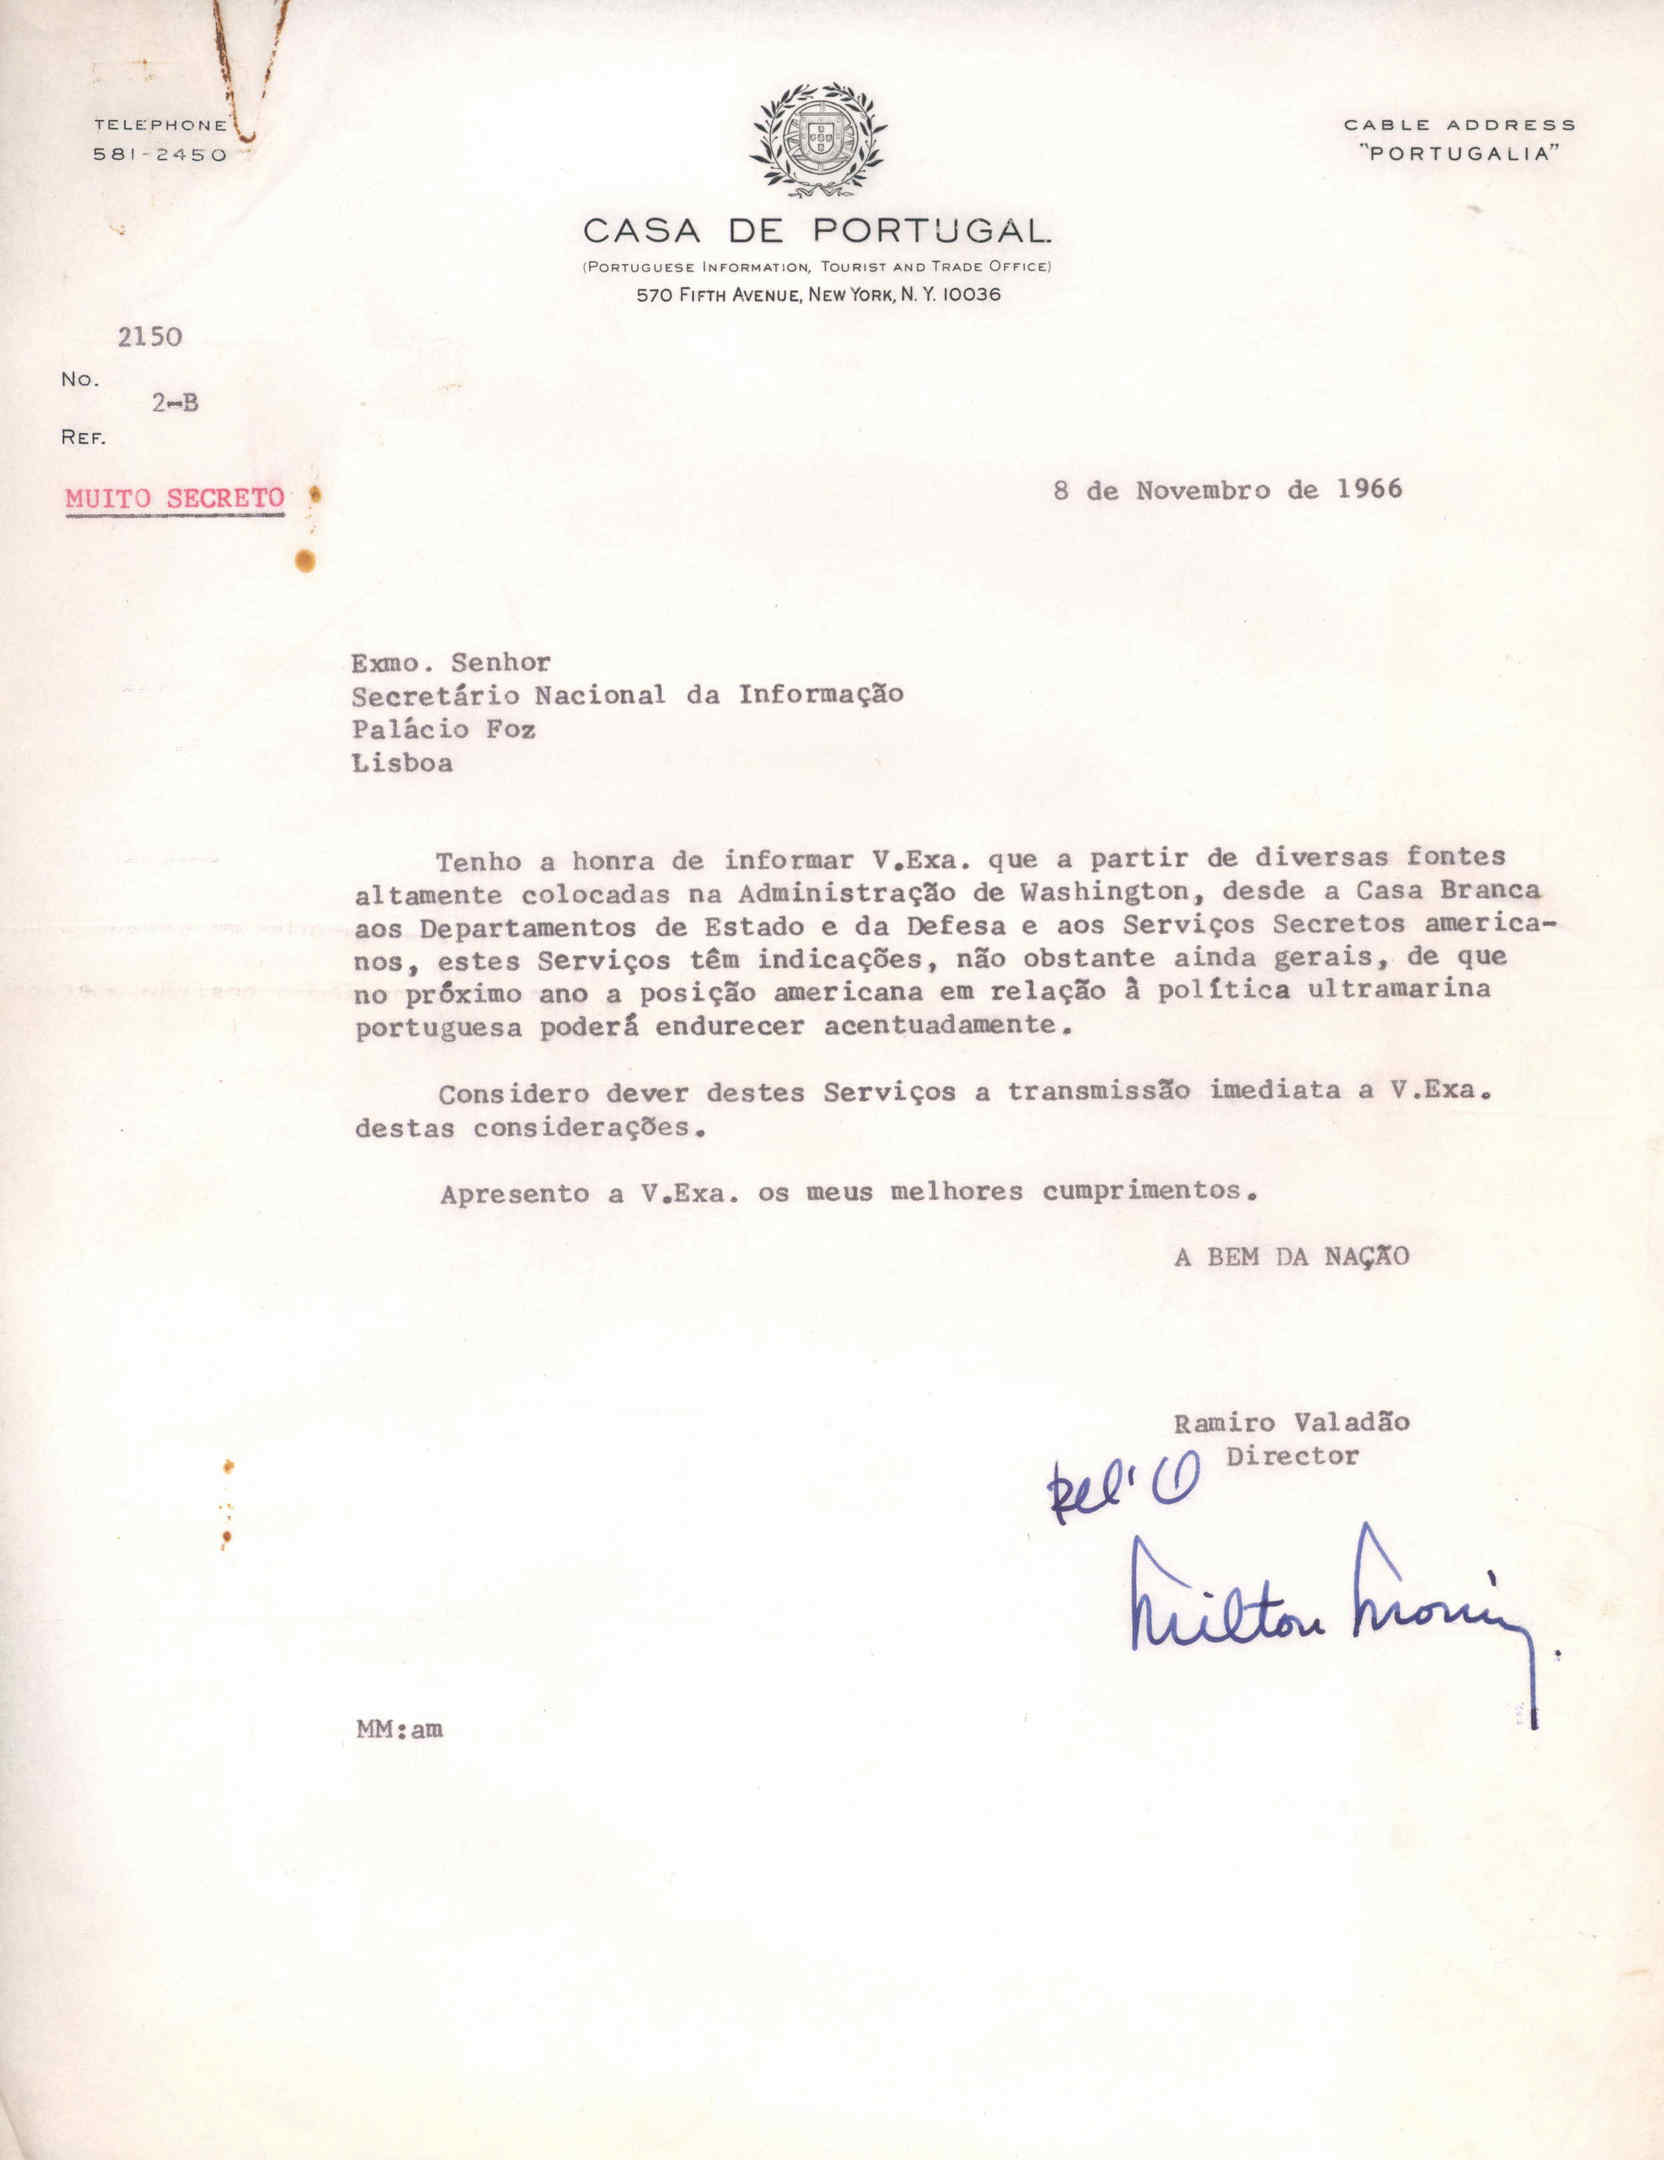 TELEPHONE
581-2450
CABLE ADDRESS
"PORTUGALIA"
CASA DE PORTUGAL
(PORTUGUESE INFORMATION, TOURIST AND TRADE OFFICE)
570 FIFTH AVENUE, NEW YORK, N. Y. 10036
2150
No.
2-B
REF.
MUITO SECRETO
8 de Novembro de 1966
Exmo. Senhor
Secretário Nacional da Informação
Palácio Foz
Lisboa
Tenho a honra de informar V.Exa. que a partir de diversas fontes
altamente colocadas na Administração de Washington, desde a Casa Branca
aos Departamentos de Estado e da Defesa e aos Serviços Secretos america-
nos, estes Serviços têm indicações, não obstante ainda gerais, de que
no próximo ano a posição americana em relação à política ultramarina
portuguesa poderá endurecer acentuadamente.
Considero dever destes Serviços a transmissão imediata a V.Exa.
destas considerações.
Apresento a V.Exa. os meus melhores cumprimentos.
A BEM DA NAÇÃO
Ramiro Valadão
Director
Pel' O
Milton Moniz
MM:am